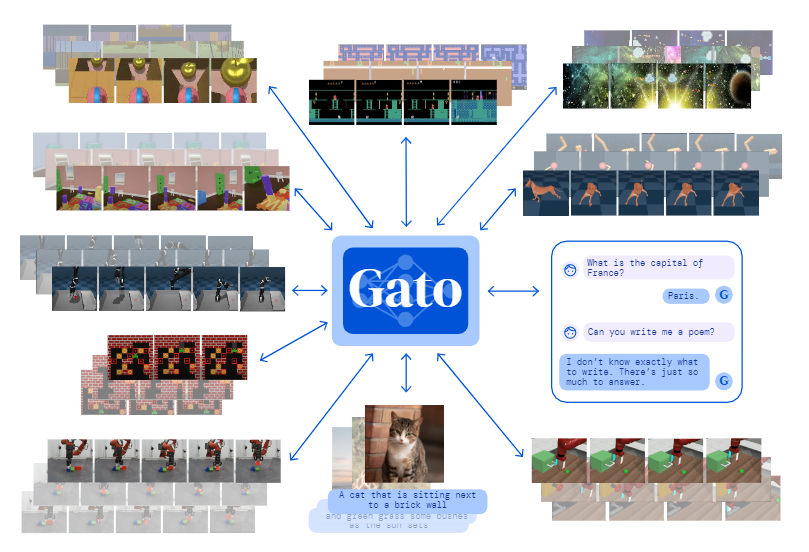 Gato
What is the capital of
France?
Paris.
G
Can you write me a poem?
I don't know exactly what
to write. There's just so
much to answer.
G
A cat that is sitting next
to a brick wall
and green grass some bushes
as the sun sets